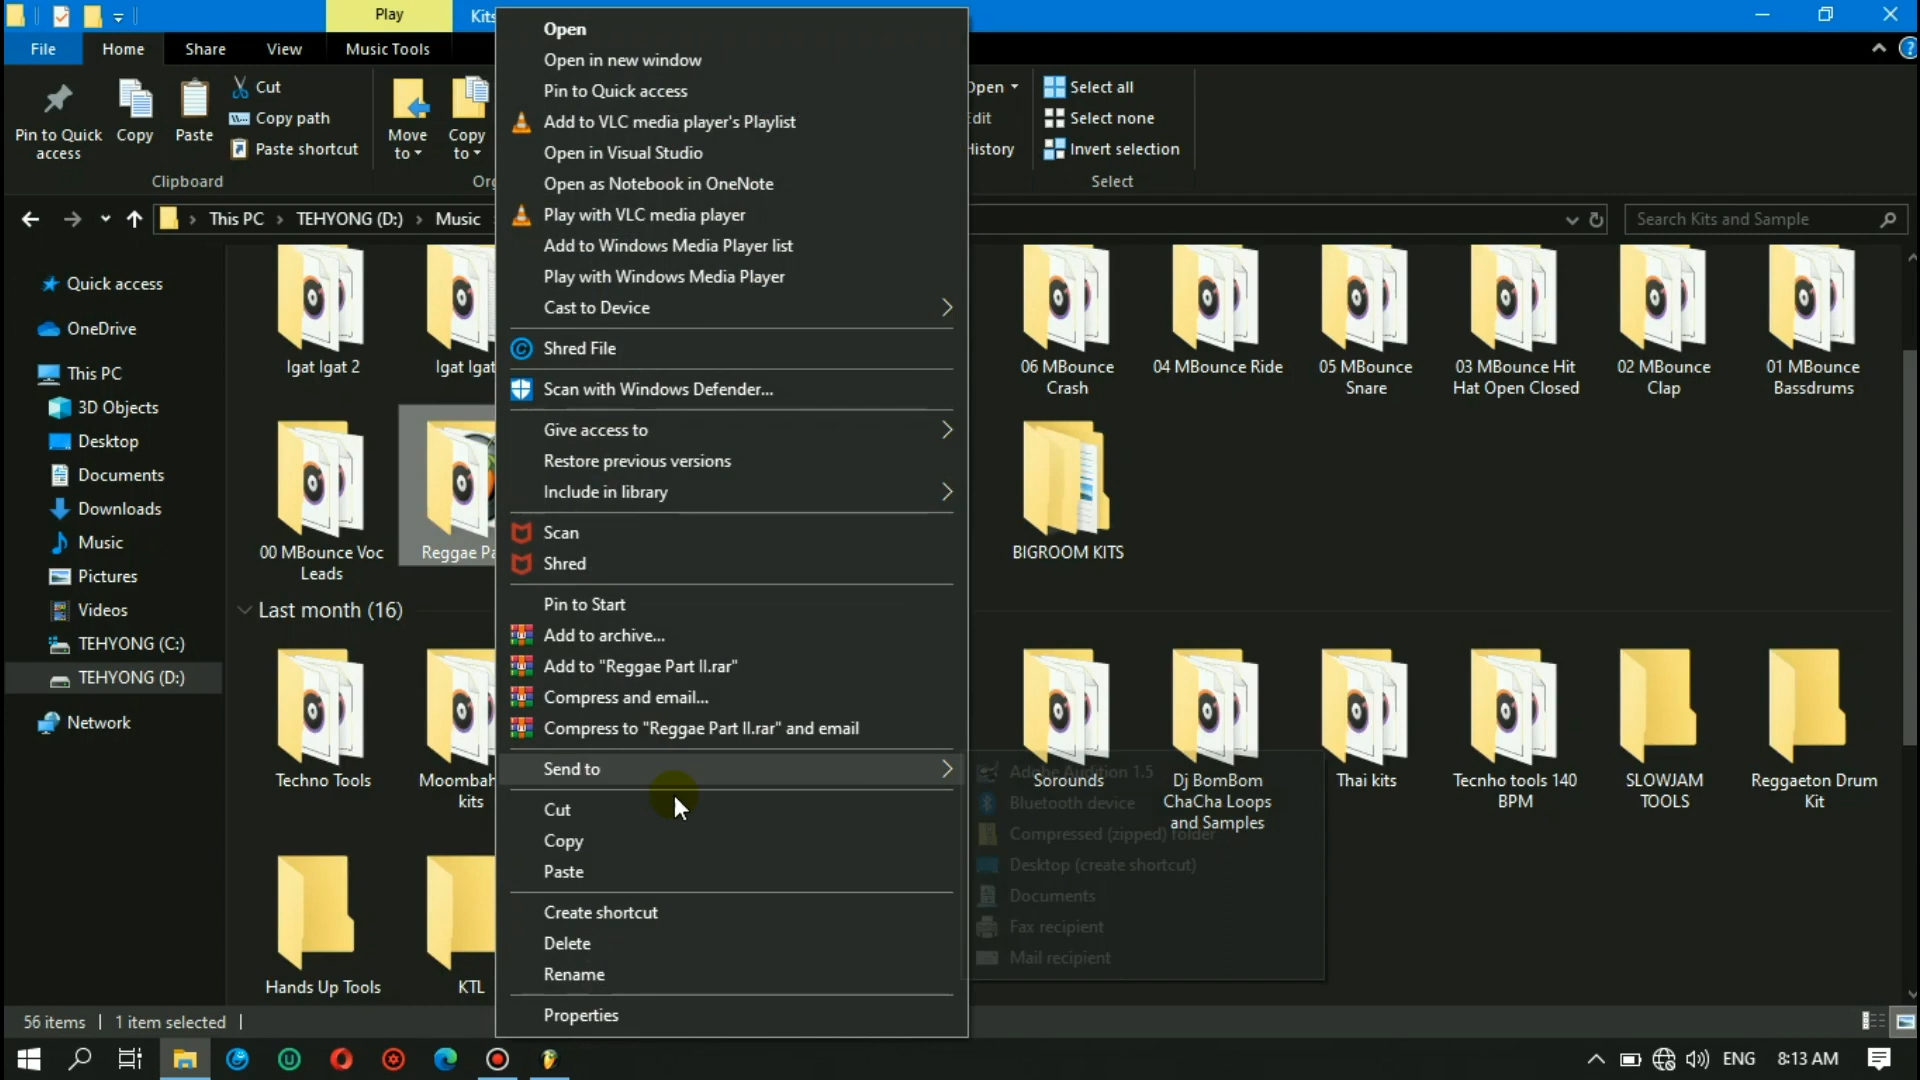 Play
Kits
File
Home
Share
View
Music Tools
Pin to Quick
access
Copy
Paste
Cut
Copy path
Paste shortcut
Clipboard
Move
to
Copy
to
Org
Open
Edit
History
Select all
Select none
Invert selection
Select
This PC
TEHYONG (D:)
Music
Search Kits and Sample
Quick access
OneDrive
This PC
3D Objects
Desktop
Documents
Downloads
Music
Pictures
Videos
TEHYONG (C:)
TEHYONG (D:)
Network
Igat Igat 2
Igat Igat
06 MBounce
Crash
04 MBounce Ride
05 MBounce
Snare
03 MBounce Hit
Hat Open Closed
02 MBounce
Clap
01 MBounce
Bassdrums
00 MBounce Voc
Leads
Reggae Pa
BIGROOM KITS
Last month (16)
Techno Tools
Moombah
kits
Sorounds
Dj BomBom
ChaCha Loops
and Samples
Thai kits
Tecnho tools 140
BPM
SLOWJAM
TOOLS
Reggaeton Drum
Kit
Hands Up Tools
KTL
Open
Open in new window
Pin to Quick access
Add to VLC media player's Playlist
Open in Visual Studio
Open as Notebook in OneNote
Play with VLC media player
Add to Windows Media Player list
Play with Windows Media Player
Cast to Device
Shred File
Scan with Windows Defender...
Give access to
Restore previous versions
Include in library
Scan
Shred
Pin to Start
Add to archive...
Add to "Reggae Part II.rar"
Compress and email...
Compress to "Reggae Part II.rar" and email
Send to
Cut
Copy
Paste
Create shortcut
Delete
Rename
Properties
Adobe Audition 1.5
Bluetooth device
Compressed (zipped) folder
Desktop (create shortcut)
Documents
Fax recipient
Mail recipient
56 items
1 item selected
ENG
8:13 AM